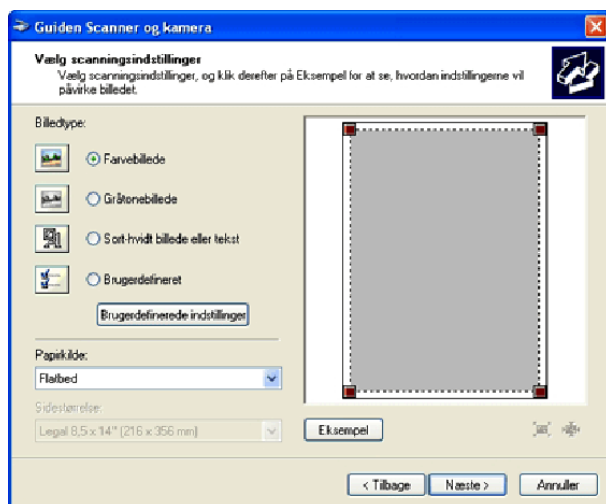 Guiden Scanner og kamera
Vælg scanningsindstillinger
Vælg scanningsindstillinger, og klik derefter på Eksempel for at se, hvordan indstillingerne vil
påvirke billedet.
Billedtype:
Farvebillede
Gråtonebillede
Sort-hvidt billede eller tekst
Brugerdefineret
Brugerdefinerede indstillinger
Papirkilde:
Flatbed
Sidestørrelse:
Legal 8,5 x 14" (216 x 356 mm)
Eksempel
< Tilbage
Næste >
Annuller